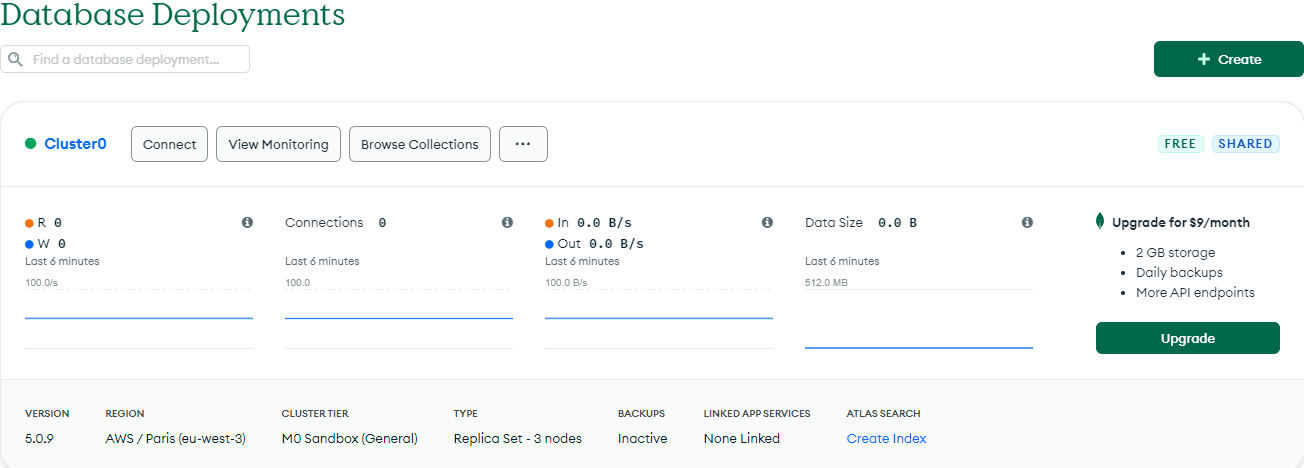 Database Deployments
Find a database deployment...
+ Create
Cluster0
Connect
View Monitoring
Browse Collections
...
FREE
SHARED
R 0
W 0
Last 6 minutes
100.0/s
Connections 0
Last 6 minutes
100.0
In 0.0 B/s
Out 0.0 B/s
Last 6 minutes
100.0 B/s
Data Size 0.0 B
Last 6 minutes
512.0 MB
Upgrade for $9/month
• 2 GB storage
• Daily backups
• More API endpoints
Upgrade
VERSION
5.0.9
REGION
AWS / Paris (eu-west-3)
CLUSTER TIER
M0 Sandbox (General)
TYPE
Replica Set - 3 nodes
BACKUPS
Inactive
LINKED APP SERVICES
None Linked
ATLAS SEARCH
Create Index